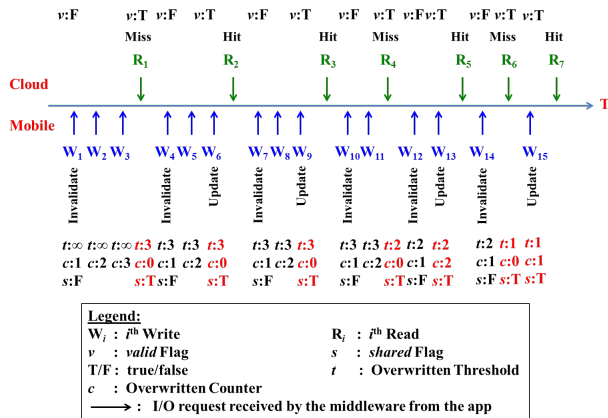 v:F v:T v:F v:T v:F v:T v:F v:T v:F v:T v:F v:T v:T
Miss Hit Hit Miss Hit Miss Hit
R1 R2 R3 R4 R5 R6 R7
Cloud
T
Mobile
W1 W2 W3 W4 W5 W6 W7 W8 W9 W10 W11 W12 W13 W14 W15
Invalidate Invalidate Update Invalidate Update Invalidate Invalidate Update Invalidate Update
t:∞ t:∞ t:∞ t:3 t:3 t:3 t:3 t:3 t:3 t:3 t:3 t:3 t:2 t:2 t:2 t:2 t:1 t:1
c:1 c:2 c:3 c:0 c:1 c:2 c:0 c:1 c:2 c:0 c:1 c:2 c:0 c:1 c:2 c:1 c:0 c:1
s:F s:T s:F s:T s:F s:T s:F s:T s:F s:T s:F s:T s:T
Legend:
Wi : ith Write Ri : ith Read
v : valid Flag s : shared Flag
T/F : true/false t : Overwritten Threshold
c : Overwritten Counter
: I/O request received by the middleware from the app